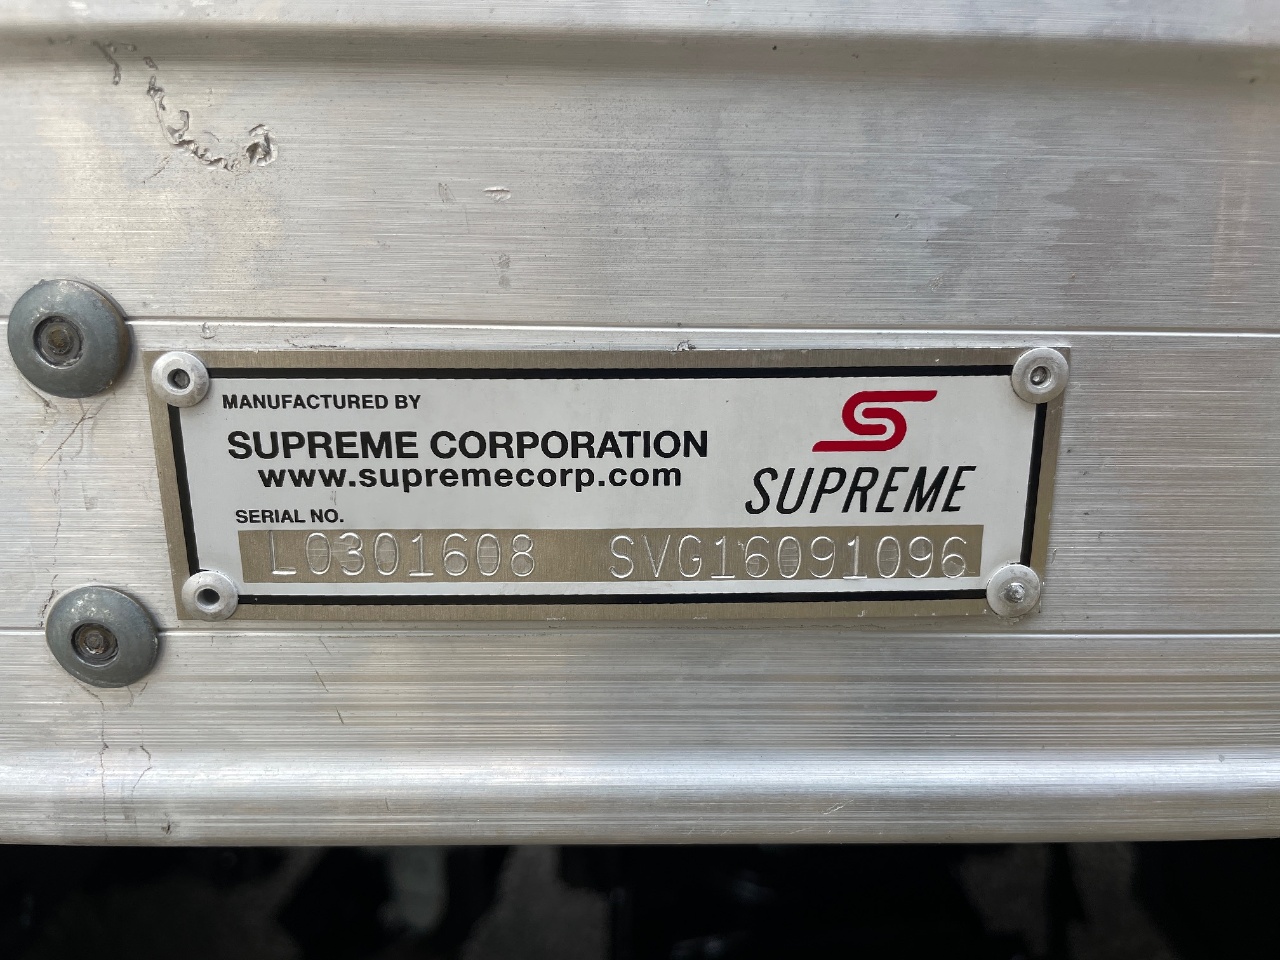 MANUFACTURED BY
SUPREME CORPORATION
www.supremecorp.com
SUPREME
SERIAL NO.
L0301608 SVG16091096